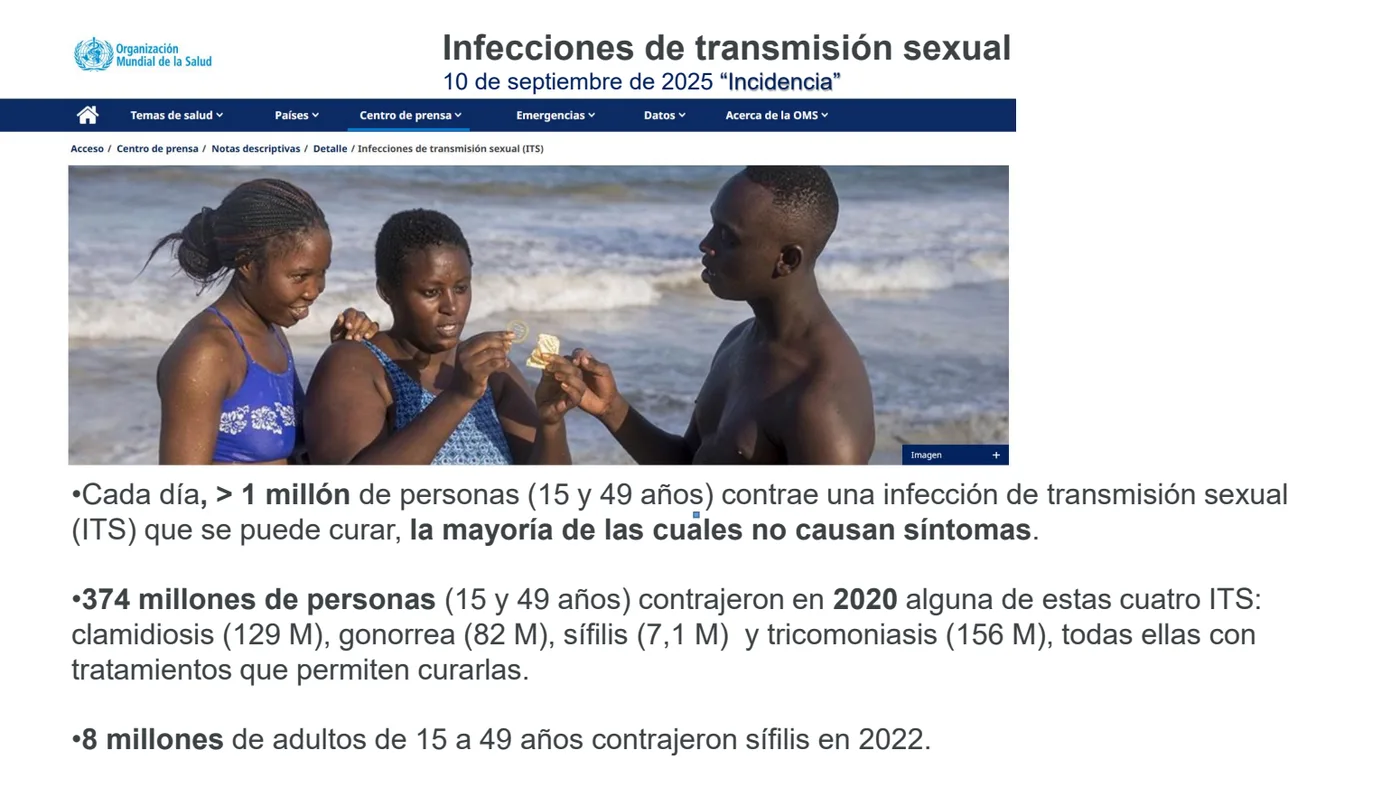 Organización
Mundial de la Salud
Infecciones de transmisión sexual
10 de septiembre de 2025 “Incidencia”
Temas de salud Países Centro de prensa Emergencias Datos Acerca de la OMS
Acceso / Centro de prensa / Notas descriptivas / Detalle / Infecciones de transmisión sexual (ITS)
Imagen +
•Cada día, > 1 millón de personas (15 y 49 años) contrae una infección de transmisión sexual
(ITS) que se puede curar, la mayoría de las cuales no causan síntomas.
•374 millones de personas (15 y 49 años) contrajeron en 2020 alguna de estas cuatro ITS:
clamidiosis (129 M), gonorrea (82 M), sífilis (7,1 M) y tricomoniasis (156 M), todas ellas con
tratamientos que permiten curarlas.
•8 millones de adultos de 15 a 49 años contrajeron sífilis en 2022.